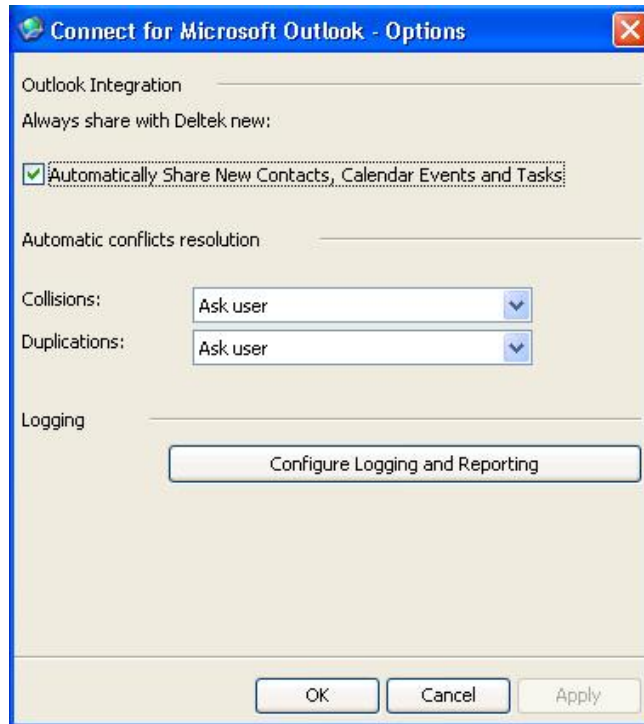 Connect for Microsoft Outlook - Options
Outlook Integration
Always share with Deltek new:
Automatically Share New Contacts, Calendar Events and Tasks
Automatic conflicts resolution
Collisions: Ask user
Duplications: Ask user
Logging
Configure Logging and Reporting
OK Cancel Apply